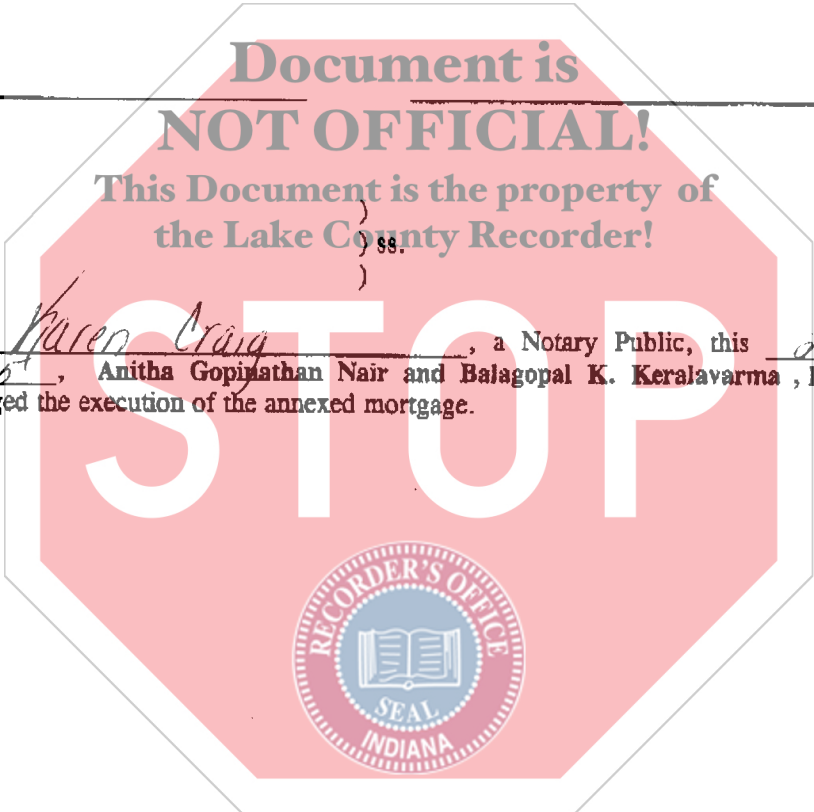 Document is
NOT OFFICIAL!
This Document is the property of
the Lake County Recorder!
)
) ss.
)
Karen Craig, a Notary Public, this
, Anitha Gopinathan Nair and Balagopal K. Keralavarma ,
ed the execution of the annexed mortgage.
STOP
RECORDER'S OFFICE
SEAL
INDIANA